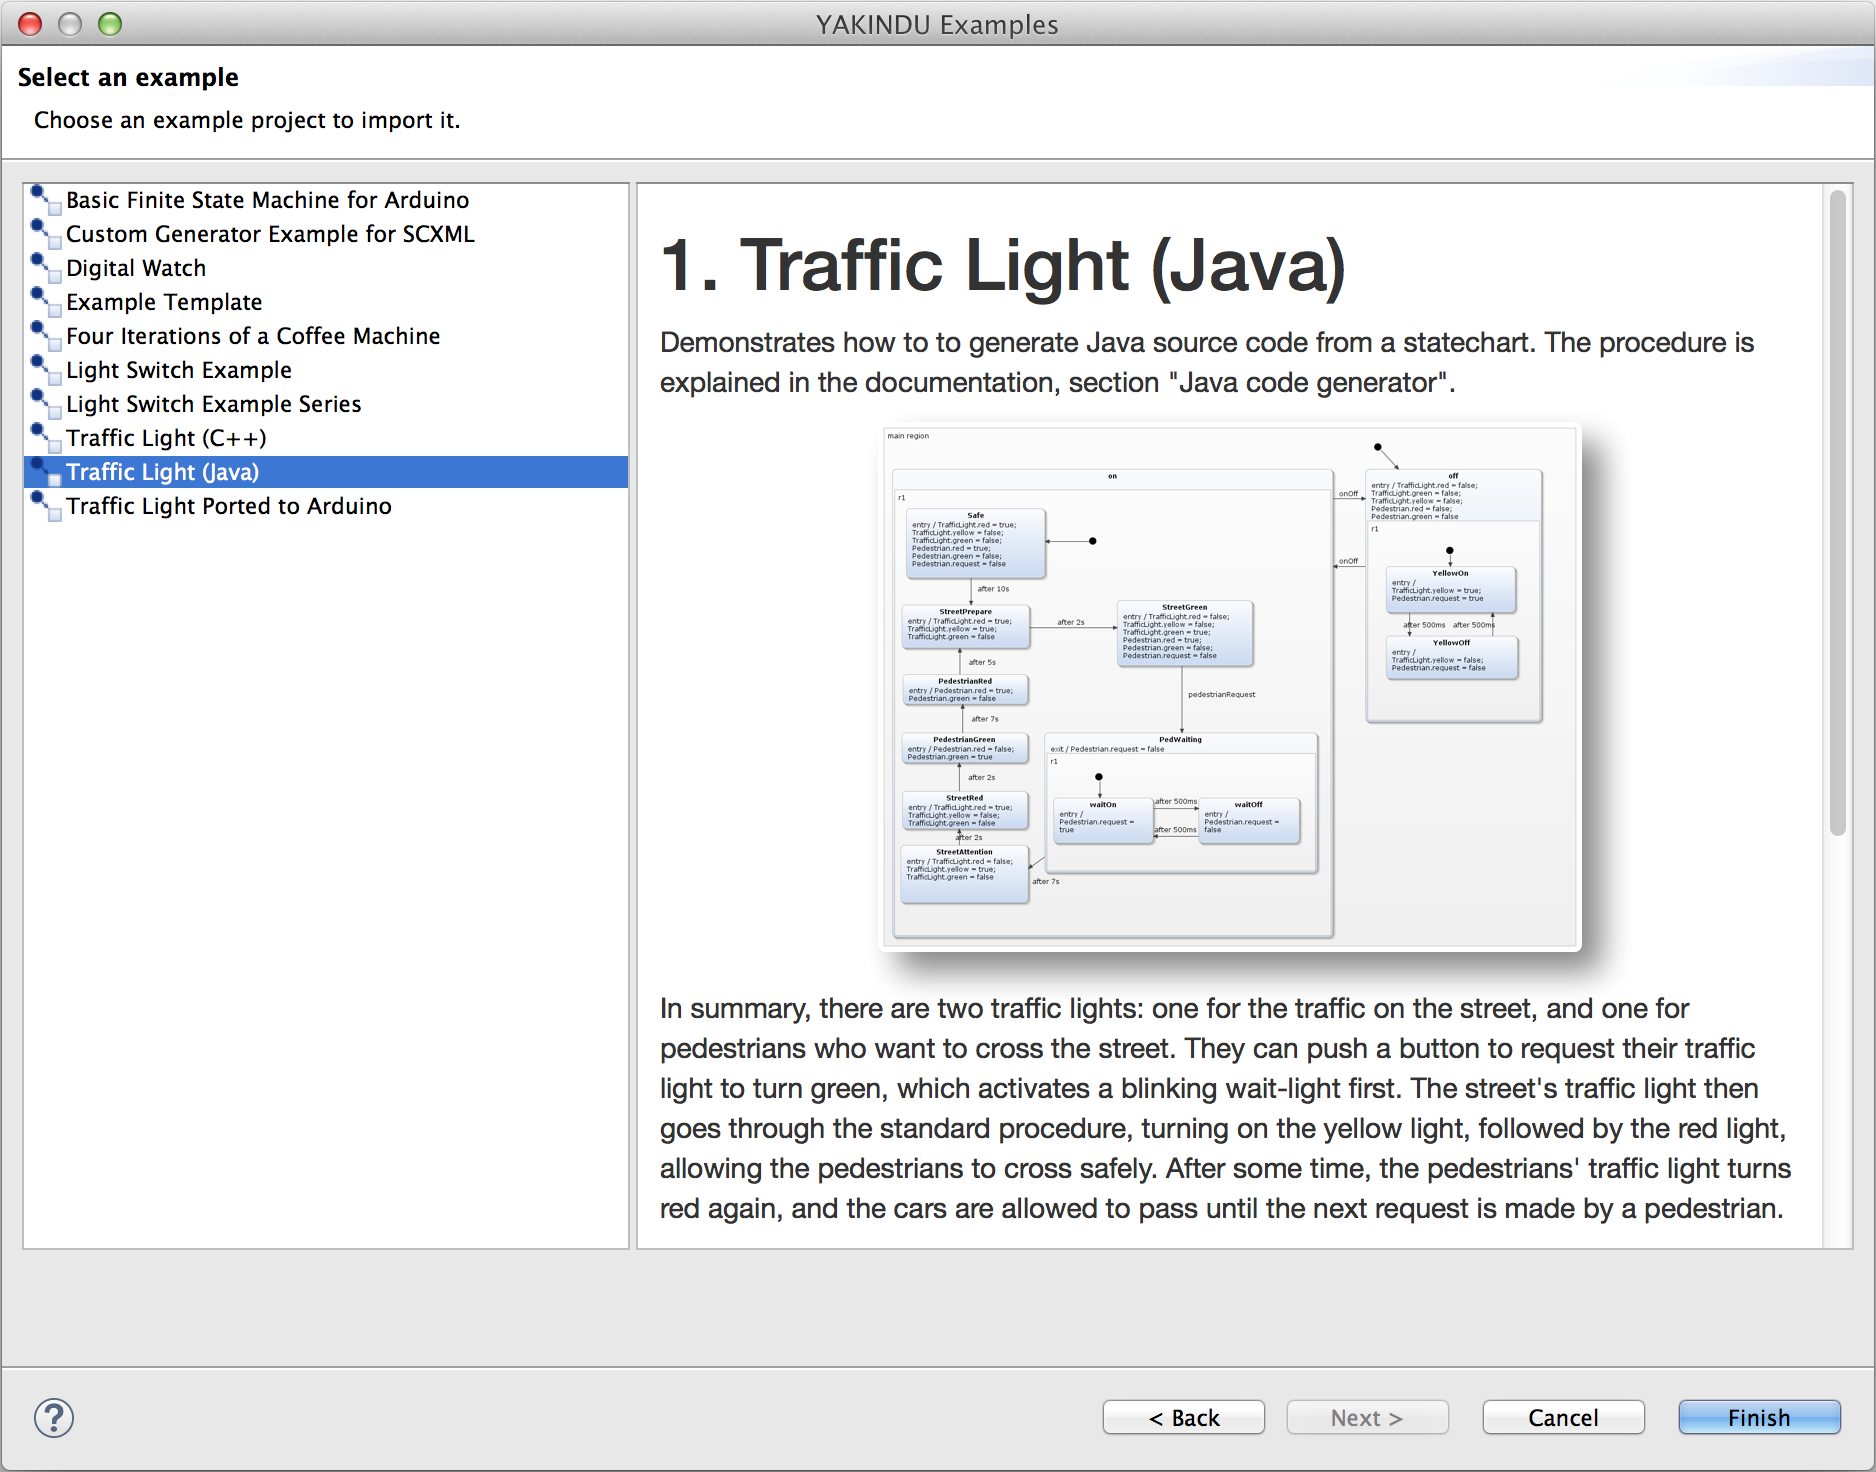 YAKINDU Examples
Select an example
Choose an example project to import it.
Basic Finite State Machine for Arduino
Custom Generator Example for SCXML
Digital Watch
Example Template
Four Iterations of a Coffee Machine
Light Switch Example
Light Switch Example Series
Traffic Light (C++)
Traffic Light (Java)
Traffic Light Ported to Arduino
1. Traffic Light (Java)
Demonstrates how to to generate Java source code from a statechart. The procedure is
explained in the documentation, section "Java code generator".
main region
on
r1
Safe
entry / TrafficLight.red = true;
TrafficLight.yellow = false;
TrafficLight.green = false;
Pedestrian.red = true;
Pedestrian.green = false;
Pedestrian.request = false
after 10s
StreetPrepare
entry / TrafficLight.red = true;
TrafficLight.yellow = true;
TrafficLight.green = false
after 2s
StreetGreen
entry / TrafficLight.red = false;
TrafficLight.yellow = false;
TrafficLight.green = true;
Pedestrian.red = true;
Pedestrian.green = false;
Pedestrian.request = false
after 5s
PedestrianRed
entry / Pedestrian.red = true;
Pedestrian.green = false
pedestrianRequest
after 7s
PedestrianGreen
entry / Pedestrian.red = false;
Pedestrian.green = true
after 2s
StreetRed
entry / TrafficLight.red = true;
TrafficLight.yellow = false;
TrafficLight.green = false
after 2s
StreetAttention
entry / TrafficLight.red = false;
TrafficLight.yellow = true;
TrafficLight.green = false
after 7s
PedWaiting
exit / Pedestrian.request = false
r1
waitOn
entry /
Pedestrian.request =
true
after 500ms
after 500ms
waitOff
entry /
Pedestrian.request =
false
onOff
onOff
off
entry / TrafficLight.red = false;
TrafficLight.green = false;
TrafficLight.yellow = false;
Pedestrian.red = false;
Pedestrian.green = false
r1
YellowOn
entry /
TrafficLight.yellow = true;
Pedestrian.request = true
after 500ms after 500ms
YellowOff
entry /
TrafficLight.yellow = false;
Pedestrian.request = false
In summary, there are two traffic lights: one for the traffic on the street, and one for
pedestrians who want to cross the street. They can push a button to request their traffic
light to turn green, which activates a blinking wait-light first. The street's traffic light then
goes through the standard procedure, turning on the yellow light, followed by the red light,
allowing the pedestrians to cross safely. After some time, the pedestrians' traffic light turns
red again, and the cars are allowed to pass until the next request is made by a pedestrian.
?
< Back
Next >
Cancel
Finish